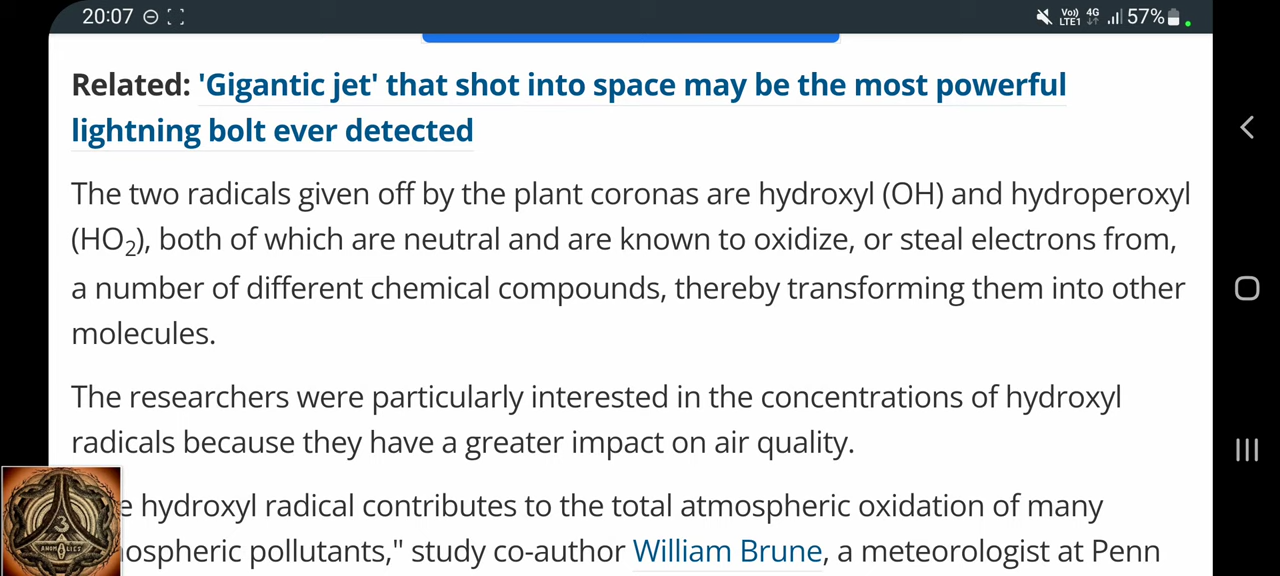 20:07
Vo)) 4G
LTE1 57%
Related: 'Gigantic jet' that shot into space may be the most powerful
lightning bolt ever detected
The two radicals given off by the plant coronas are hydroxyl (OH) and hydroperoxyl
(HO2), both of which are neutral and are known to oxidize, or steal electrons from,
a number of different chemical compounds, thereby transforming them into other
molecules.
The researchers were particularly interested in the concentrations of hydroxyl
radicals because they have a greater impact on air quality.
e hydroxyl radical contributes to the total atmospheric oxidation of many
ospheric pollutants," study co-author William Brune, a meteorologist at Penn
3